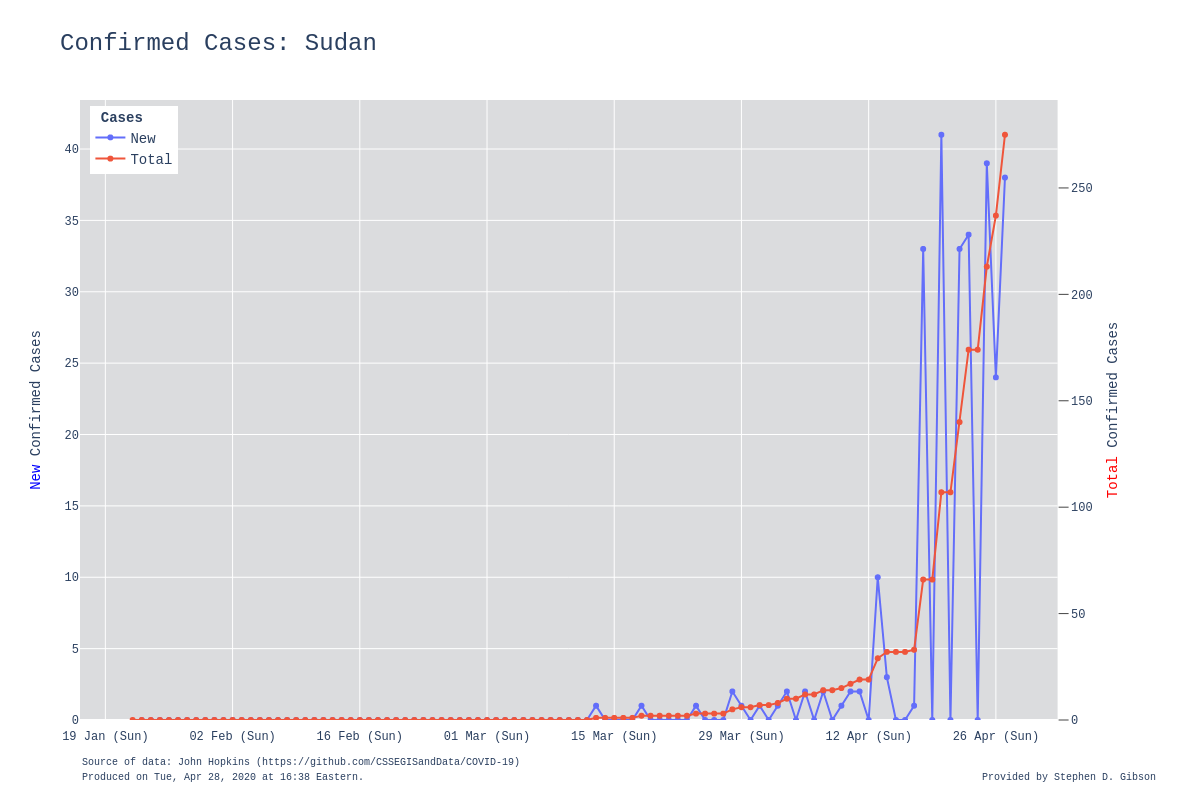 Confirmed Cases: Sudan
Cases
New
Total
40
35
30
25
20
15
10
5
0
250
200
150
100
50
0
New Confirmed Cases
Total Confirmed Cases
19 Jan (Sun) 02 Feb (Sun) 16 Feb (Sun) 01 Mar (Sun) 15 Mar (Sun) 29 Mar (Sun) 12 Apr (Sun) 26 Apr (Sun)
Source of data: John Hopkins (https://github.com/CSSEGISandData/COVID-19)
Produced on Tue, Apr 28, 2020 at 16:38 Eastern.
Provided by Stephen D. Gibson